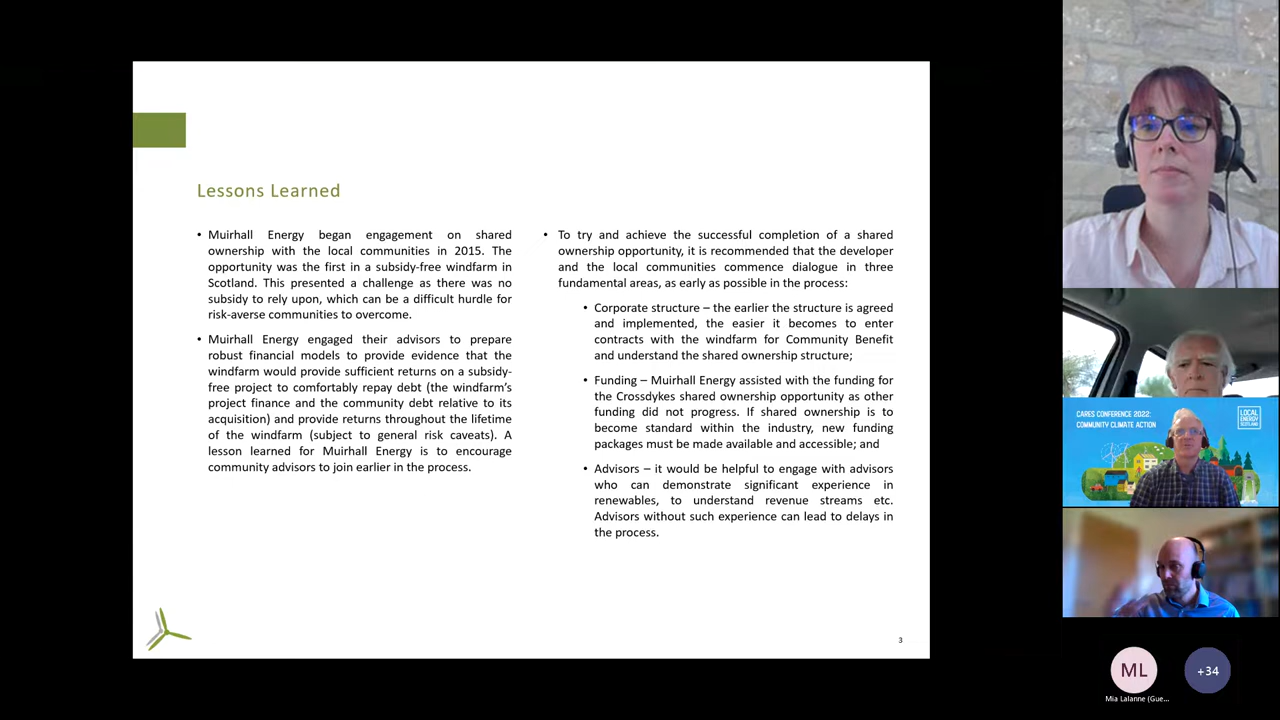 Lessons Learned
• Muirhall Energy began engagement on shared
ownership with the local communities in 2015. The
opportunity was the first in a subsidy-free windfarm in
Scotland. This presented a challenge as there was no
subsidy to rely upon, which can be a difficult hurdle for
risk-averse communities to overcome.
• Muirhall Energy engaged their advisors to prepare
robust financial models to provide evidence that the
windfarm would provide sufficient returns on a subsidy-
free project to comfortably repay debt (the windfarm's
project finance and the community debt relative to its
acquisition) and provide returns throughout the lifetime
of the windfarm (subject to general risk caveats). A
lesson learned for Muirhall Energy is to encourage
community advisors to join earlier in the process.
• To try and achieve the successful completion of a shared
ownership opportunity, it is recommended that the developer
and the local communities commence dialogue in three
fundamental areas, as early as possible in the process:
• Corporate structure – the earlier the structure is agreed
and implemented, the easier it becomes to enter
contracts with the windfarm for Community Benefit
and understand the shared ownership structure;
• Funding – Muirhall Energy assisted with the funding for
the Crossdykes shared ownership opportunity as other
funding did not progress. If shared ownership is to
become standard within the industry, new funding
packages must be made available and accessible; and
• Advisors – it would be helpful to engage with advisors
who can demonstrate significant experience in
renewables, to understand revenue streams etc.
Advisors without such experience can lead to delays in
the process.
3
CARES CONFERENCE 2022:
COMMUNITY CLIMATE ACTION
LOCAL
ENERGY
SCOTLAND
ML
+34
Mia Lalanne (Gue...